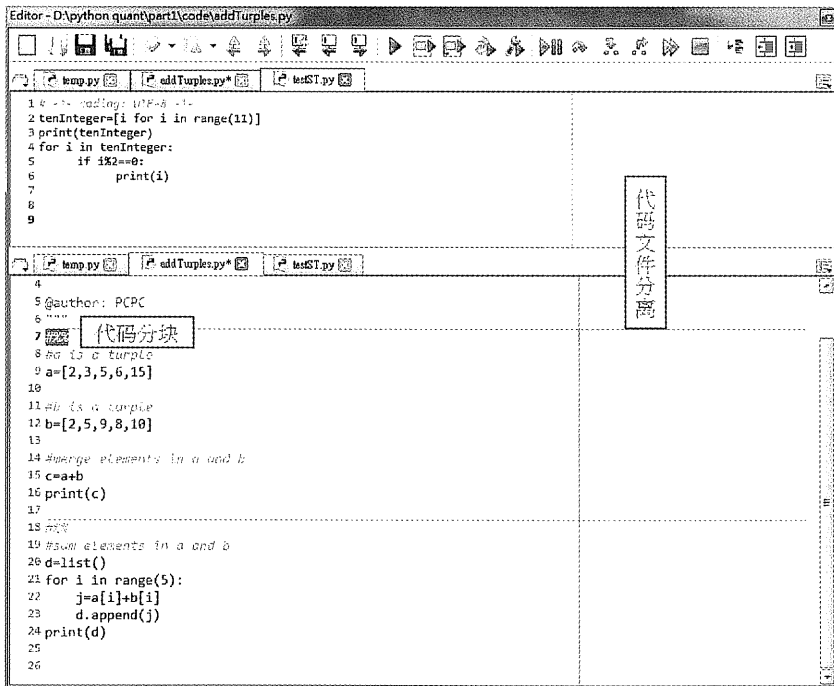 Editor - D:\python quant\part1\code\addTurples.py
temp.py addTurples.py* testST.py
1 # -*- coding: UTF-8 -*-
2 tenInteger=[i for i in range(11)]
3 print(tenInteger)
4 for i in tenInteger:
5 if i%2==0:
6 print(i)
7
8
9
代码文件分离
temp.py addTurples.py* testST.py
4
5 @author: PCPC
6 """
7 #%% 代码分块
8 #a is a turple
9 a=[2,3,5,6,15]
10
11 #b is a turple
12 b=[2,5,9,8,10]
13
14 #merge elements in a and b
15 c=a+b
16 print(c)
17
18 #%%
19 #sum elements in a and b
20 d=list()
21 for i in range(5):
22 j=a[i]+b[i]
23 d.append(j)
24 print(d)
25
26